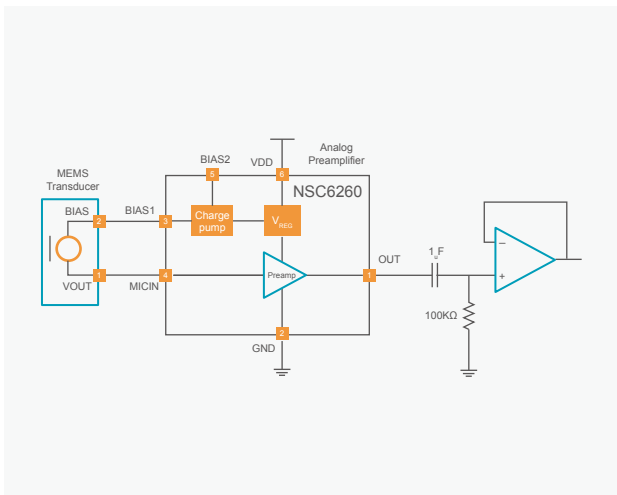 Analog
Preamplifier
BIAS2
VDD
5
6
NSC6260
MEMS
Transducer
BIAS
2
BIAS1
3
Charge
pump
VREG
VOUT
1
MICIN
4
Preamp
1
OUT
2
GND
1 F
100KΩ
–
+